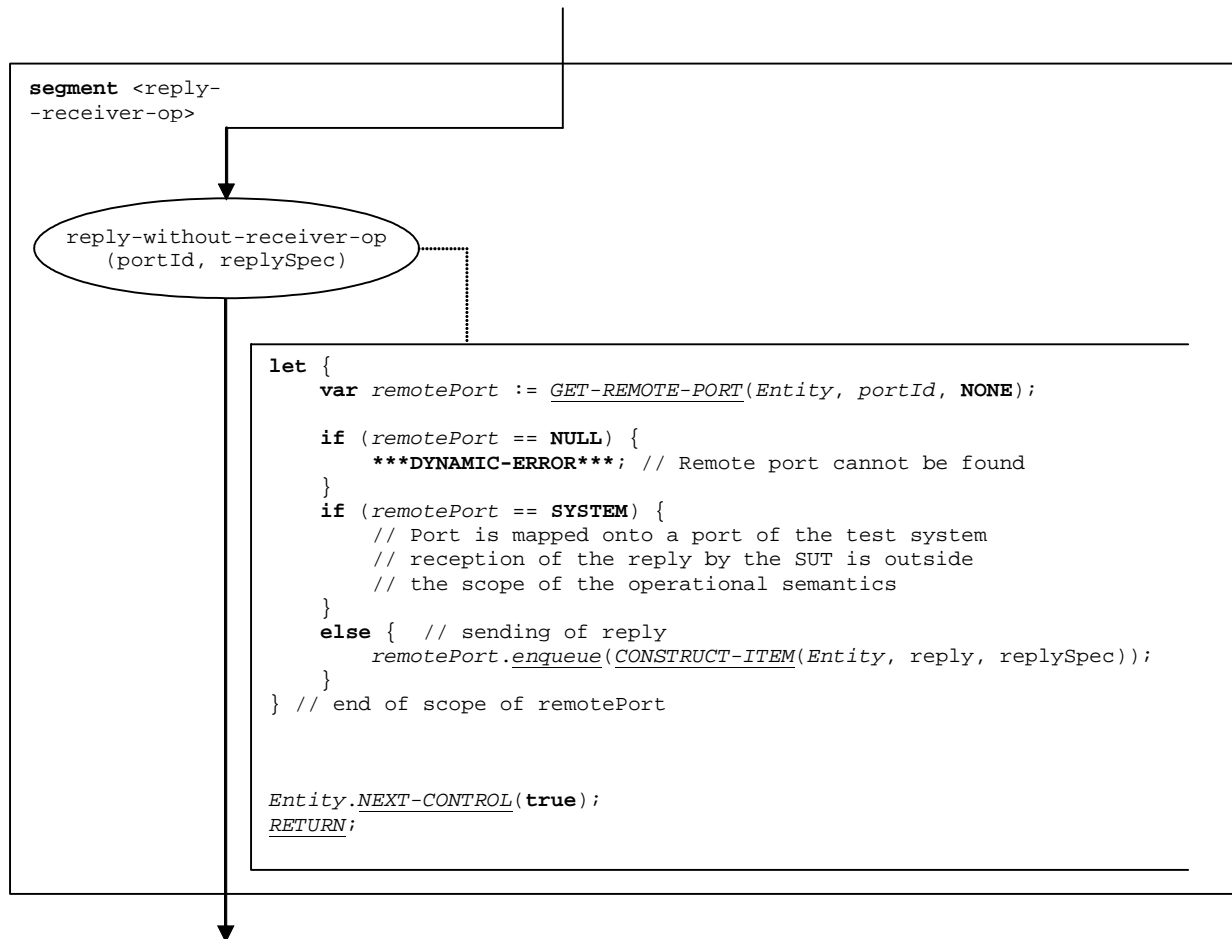 segment <reply-
-receiver-op>
reply-without-receiver-op
(portId, replySpec)
let {
var remotePort := GET-REMOTE-PORT(Entity, portId, NONE);
if (remotePort == NULL) {
***DYNAMIC-ERROR***; // Remote port cannot be found
}
if (remotePort == SYSTEM) {
// Port is mapped onto a port of the test system
// reception of the reply by the SUT is outside
// the scope of the operational semantics
}
else { // sending of reply
remotePort.enqueue(CONSTRUCT-ITEM(Entity, reply, replySpec));
}
} // end of scope of remotePort
Entity.NEXT-CONTROL(true);
RETURN;